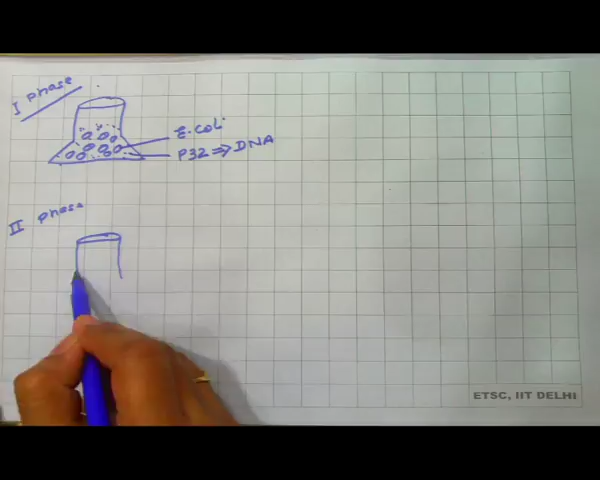 I phase
E.Coli
P32 ⇒ DNA
II phase
ETSC, IIT DELHI